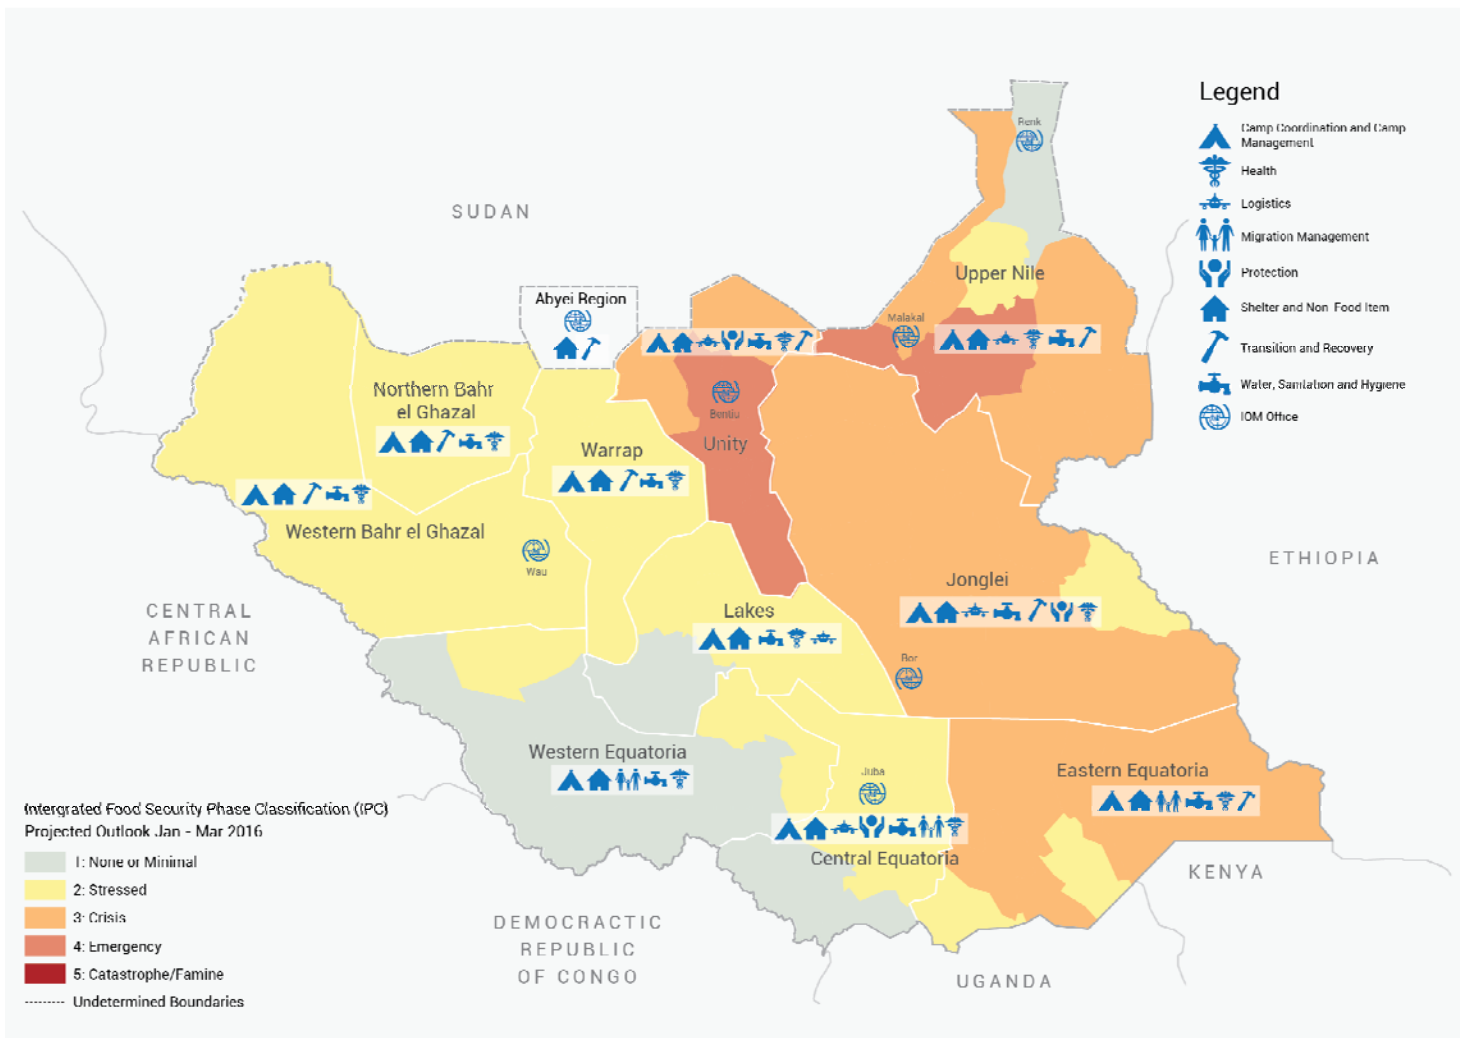 Legend
Camp Coordination and Camp
Management
Health
Logistics
Migration Management
Protection
Shelter and Non Food Item
Transition and Recovery
Water, Sanitation and Hygiene
IOM Office
Renk
SUDAN
Upper Nile
Abyei Region
Malakal
Northern Bahr
el Ghazal
Bentiu
Unity
Warrap
Western Bahr el Ghazal
Wau
ETHIOPIA
Jonglei
CENTRAL
AFRICAN
REPUBLIC
Lakes
Bor
Western Equatoria
Juba
Eastern Equatoria
Central Equatoria
KENYA
DEMOCRACTIC
REPUBLIC
OF CONGO
UGANDA
Intergrated Food Security Phase Classification (IPC)
Projected Outlook Jan - Mar 2016
1: None or Minimal
2: Stressed
3: Crisis
4: Emergency
5: Catastrophe/Famine
Undetermined Boundaries